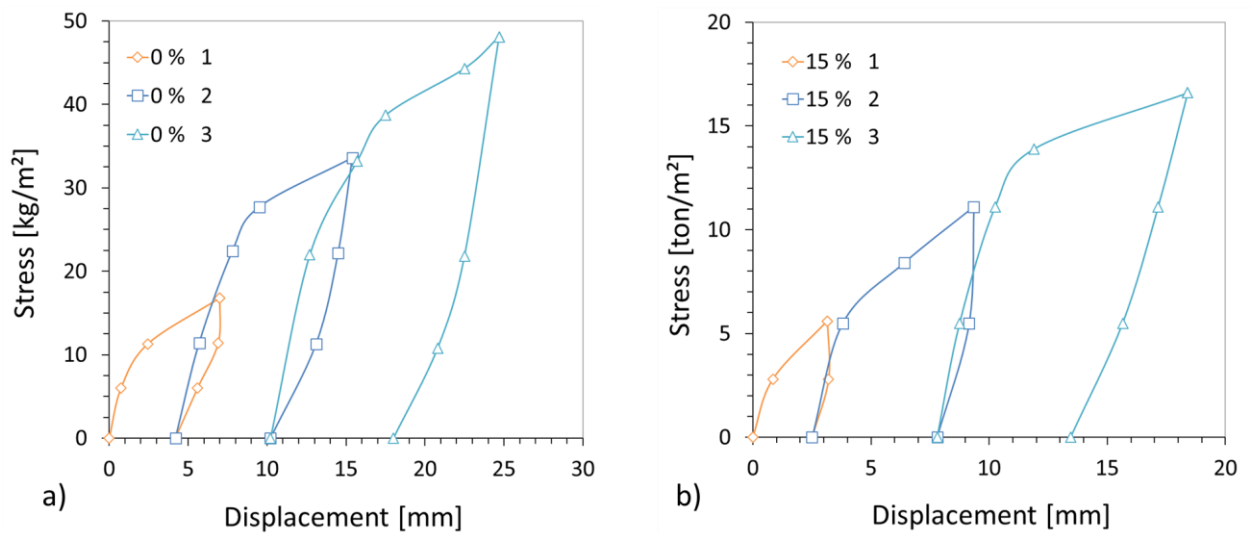 50
40
30
20
10
0
0 5 10 15 20 25 30
Stress [kg/m²]
Displacement [mm]
0 % 1
0 % 2
0 % 3
a)
20
15
10
5
0
0 5 10 15 20
Stress [ton/m²]
Displacement [mm]
15 % 1
15 % 2
15 % 3
b)